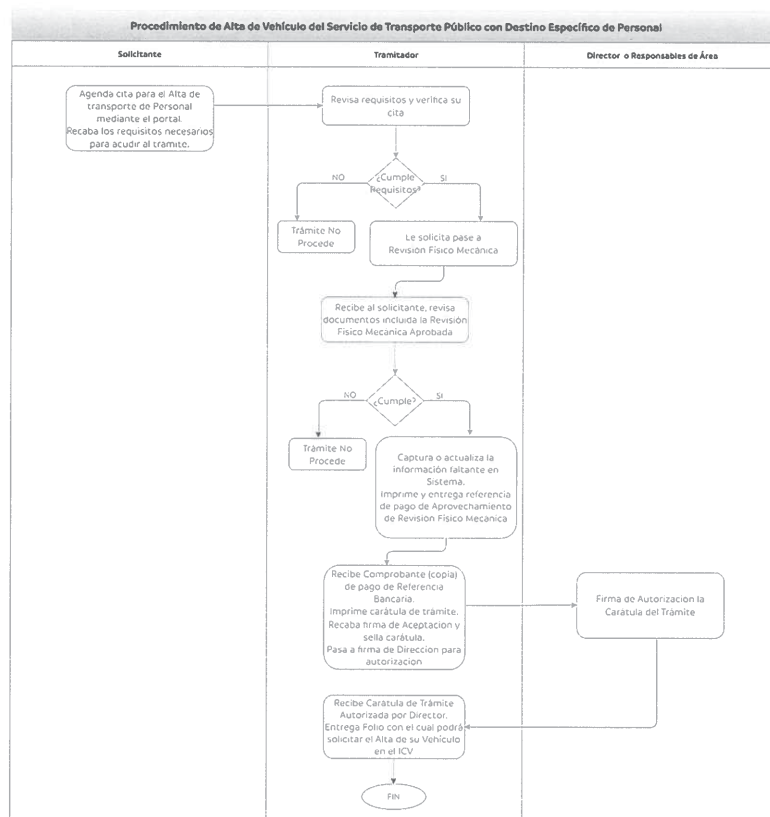 Procedimiento de Alta de Vehículo del Servicio de Transporte Público con Destino Específico de Personal
Solicitante
Tramitador
Director o Responsables de Área
Agenda cita para el Alta de
transporte de Personal
mediante el portal.
Recaba los requisitos necesarios
para acudir al tramite.
Revisa requisitos y verifica su
cita
¿Cumple
Requisitos?
NO
SI
Trámite No
Procede
Le solicita pase a
Revisión Físico Mecánica
Recibe al solicitante, revisa
documentos incluida la Revisión
Físico Mecanica Aprobada
¿Cumple?
NO
SI
Trámite No
Procede
Captura o actualiza la
información faltante en
Sistema.
Imprime y entrega referencia
de pago de Aprovechamiento
de Revisión Físico Mecánica
Recibe Comprobante (copia)
de pago de Referencia
Bancaria.
Imprime carátula de trámite.
Recaba firma de Aceptacion y
sella carátula.
Pasa a firma de Direccion para
autorizacion
Firma de Autorización la
Carátula del Trámite
Recibe Carátula de Trámite
Autorizada por Director.
Entrega Folio con el cual podrá
solicitar el Alta de su Vehículo
en el ICV
FIN